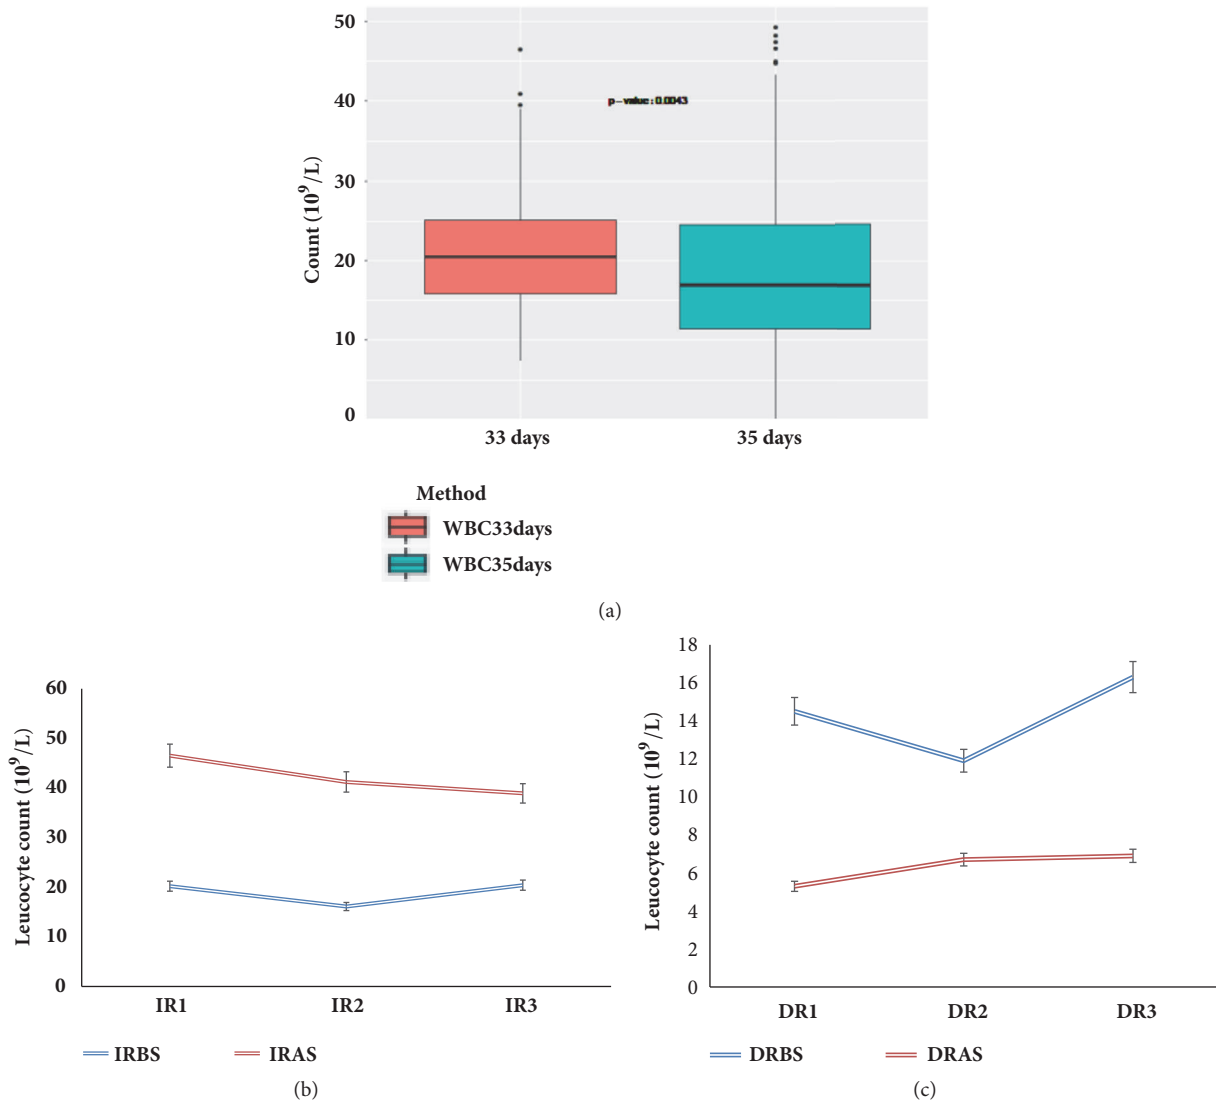 50
40
30
20
10
0
Count (10⁹/L)
p-value: 0.0043
33 days
35 days
Method
WBC33days
WBC35days
(a)
60
50
40
30
20
10
0
Leucocyte count (10⁹/L)
IR1
IR2
IR3
IRBS
IRAS
(b)
18
16
14
12
10
8
6
4
2
0
Leucocyte count (10⁹/L)
DR1
DR2
DR3
DRBS
DRAS
(c)